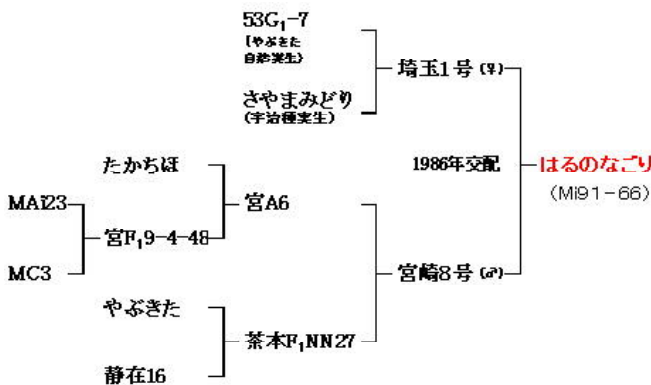 53G₁-7
(やぶきた
自然実生)
埼玉1号 (♀)
さやまみどり
(宇治種実生)
たかちほ
1986年交配
はるのなごり
(Mi91-66)
MAi23
宮A6
宮F₁9-4-48
MC3
宮崎8号 (♂)
やぶきた
茶本F₁NN27
静在16